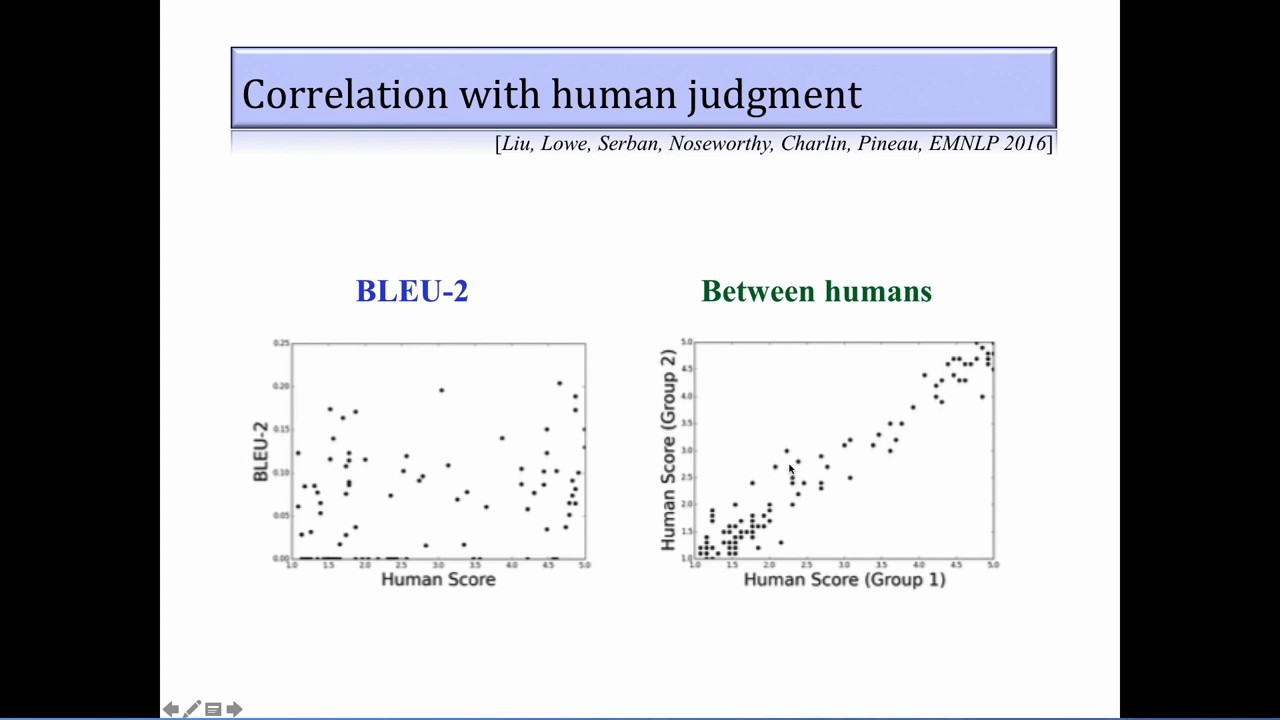 Correlation with human judgment
[Liu, Lowe, Serban, Noseworthy, Charlin, Pineau, EMNLP 2016]
BLEU-2
Between humans
0.25
0.20
0.15
0.10
0.05
0.00
BLEU-2
1.0 1.5 2.0 2.5 3.0 3.5 4.0 4.5 5.0
Human Score
5.0
4.5
4.0
3.5
3.0
2.5
2.0
1.5
1.0
Human Score (Group 2)
1.0 1.5 2.0 2.5 3.0 3.5 4.0 4.5 5.0
Human Score (Group 1)